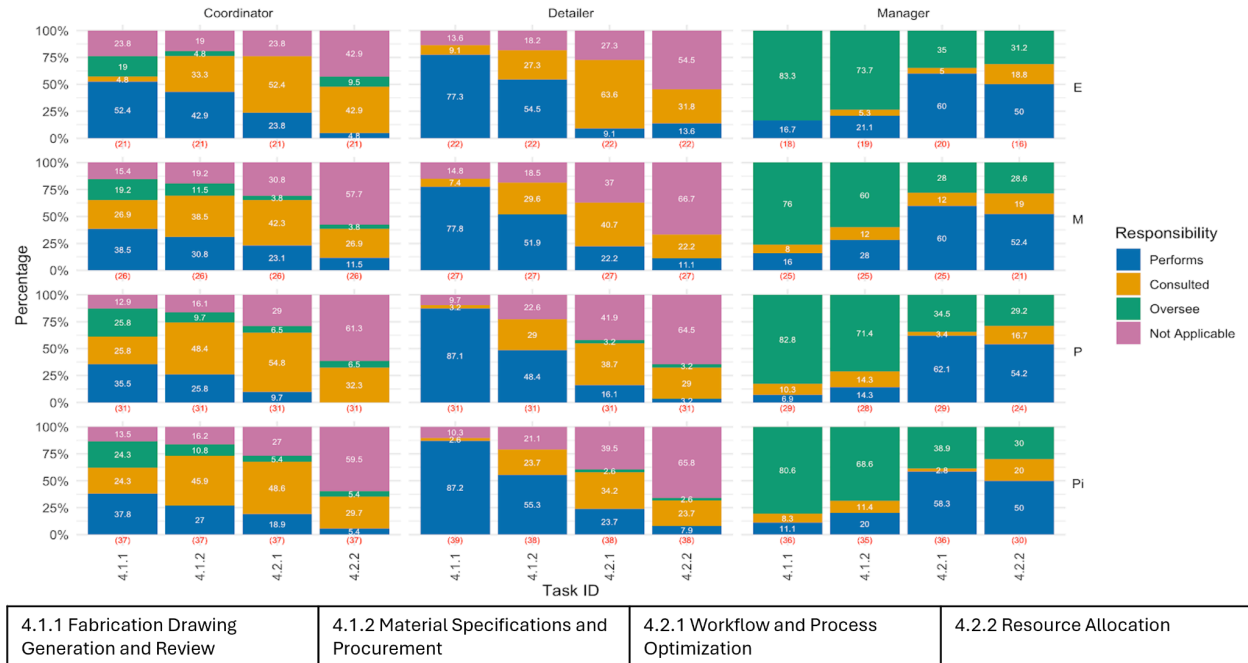 Coordinator Detailer Manager
100% 23.8 19 23.8 42.9 13.6 18.2 27.3 54.5 83.3 73.7 35 31.2
75% 19 4.8 52.4 9.5 9.1 27.3 63.6 31.8 5.3 5 18.8
50% 4.8 33.3 23.8 42.9 77.3 54.5 9.1 13.6 16.7 21.1 60 50 E
25% 52.4 42.9 4.8
0%
(21) (21) (21) (21) (22) (22) (22) (22) (18) (19) (20) (16)
100% 15.4 19.2 30.8 57.7 14.8 18.5 37 66.7 76 60 28 28.6
75% 19.2 11.5 3.8 3.8 7.4 29.6 40.7 22.2 8 12 12 19
50% 26.9 38.5 42.3 26.9 77.8 51.9 22.2 11.1 16 28 60 52.4 M
25% 38.5 30.8 23.1 11.5
0%
(26) (26) (26) (26) (27) (27) (27) (27) (25) (25) (25) (21)
100% 12.9 16.1 29 61.3 9.7 22.6 41.9 64.5 82.8 71.4 34.5 29.2
75% 25.8 9.7 6.5 6.5 3.2 29 3.2 3.2 10.3 14.3 3.4 16.7
50% 25.8 48.4 54.8 32.3 87.1 48.4 38.7 29 6.9 14.3 62.1 54.2 P
25% 35.5 25.8 9.7 16.1 3.2
0%
(31) (31) (31) (31) (31) (31) (31) (31) (29) (28) (29) (24)
100% 13.5 16.2 27 59.5 10.3 21.1 39.5 65.8 80.6 68.6 38.9 30
75% 24.3 10.8 5.4 5.4 2.6 23.7 2.6 2.6 8.3 11.4 2.8 20
50% 24.3 45.9 48.6 29.7 87.2 55.3 34.2 23.7 11.1 20 58.3 50 Pi
25% 37.8 27 18.9 5.4 23.7 7.9
0%
(37) (37) (37) (37) (39) (38) (38) (38) (36) (35) (36) (30)
4.1.1 4.1.2 4.2.1 4.2.2 4.1.1 4.1.2 4.2.1 4.2.2 4.1.1 4.1.2 4.2.1 4.2.2
Task ID
Percentage
Responsibility
Performs
Consulted
Oversee
Not Applicable
4.1.1 Fabrication Drawing
Generation and Review
4.1.2 Material Specifications and
Procurement
4.2.1 Workflow and Process
Optimization
4.2.2 Resource Allocation